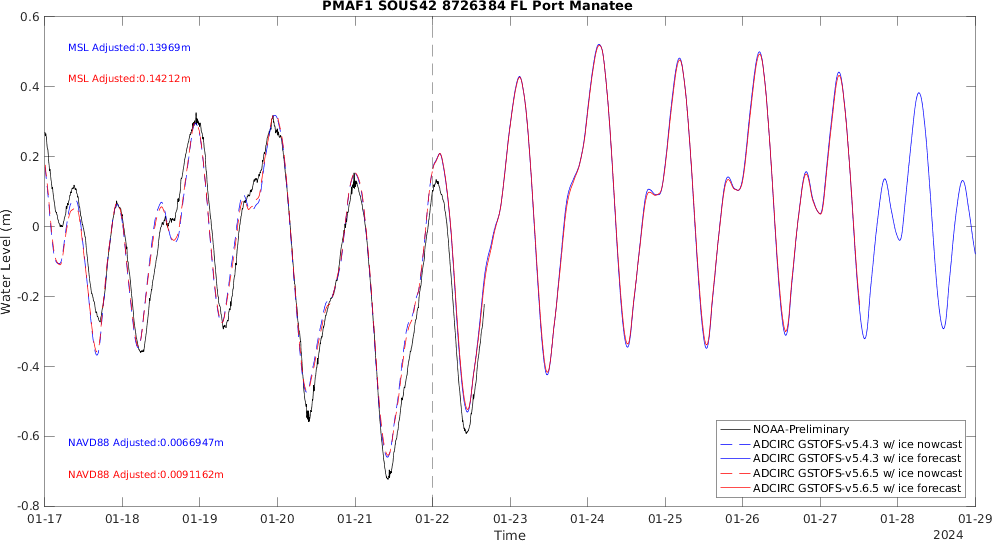 PMAF1 SOUS42 8726384 FL Port Manatee
0.6
0.4
0.2
0
-0.2
-0.4
-0.6
-0.8
Water Level (m)
MSL Adjusted:0.13969m
MSL Adjusted:0.14212m
NAVD88 Adjusted:0.0066947m
NAVD88 Adjusted:0.0091162m
NOAA-Preliminary
ADCIRC GSTOFS-v5.4.3 w/ ice nowcast
ADCIRC GSTOFS-v5.4.3 w/ ice forecast
ADCIRC GSTOFS-v5.6.5 w/ ice nowcast
ADCIRC GSTOFS-v5.6.5 w/ ice forecast
01-17 01-18 01-19 01-20 01-21 01-22 01-23 01-24 01-25 01-26 01-27 01-28 01-29
Time
2024